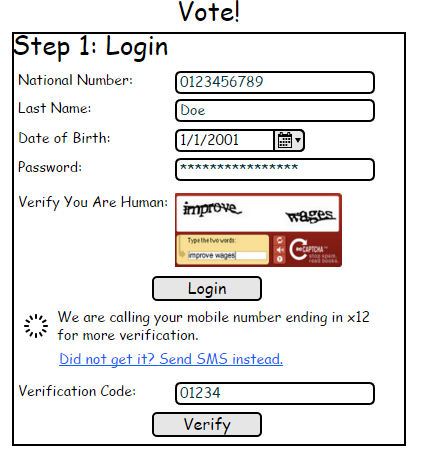 Vote!
Step 1: Login
National Number: 0123456789
Last Name: Doe
Date of Birth: 1/1/2001
Password: ****************
Verify You Are Human: improve wages
Type the two words:
improve wages
reCAPTCHA™
stop spam.
read books.
Login
We are calling your mobile number ending in x12
for more verification.
Did not get it? Send SMS instead.
Verification Code: 01234
Verify